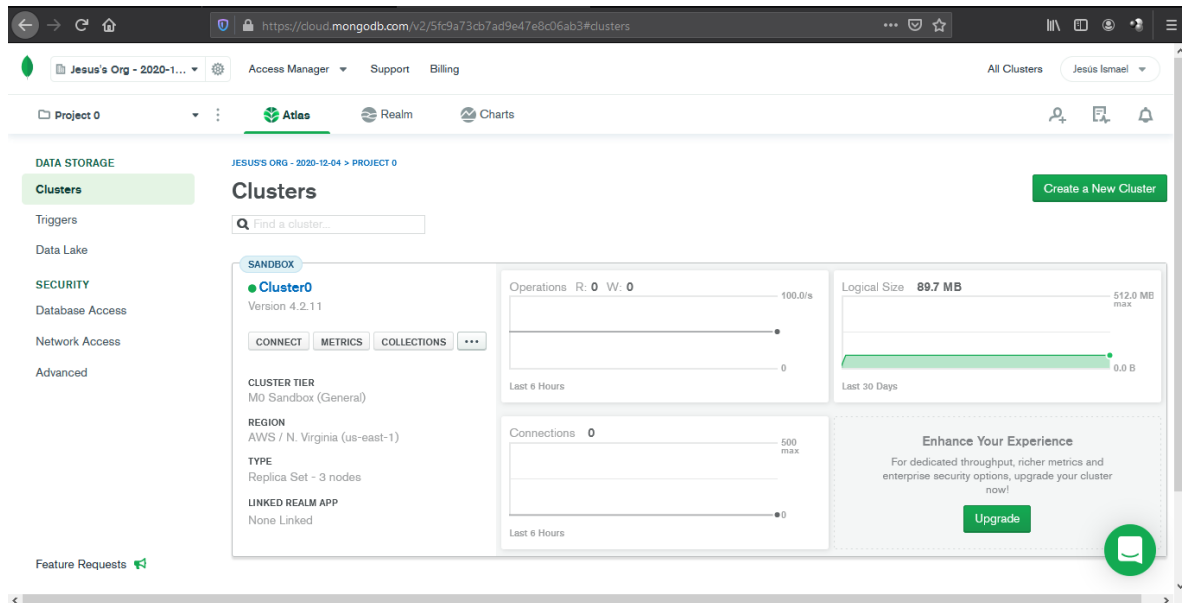 https://cloud.mongodb.com/v2/5fc9a73cb7ad9e47e8c06ab3#clusters
Jesus's Org - 2020-1...
Access Manager
Support
Billing
All Clusters
Jesús Ismael
Project 0
Atlas
Realm
Charts
DATA STORAGE
Clusters
Triggers
Data Lake
SECURITY
Database Access
Network Access
Advanced
Feature Requests
JESUS'S ORG - 2020-12-04 > PROJECT 0
Clusters
Create a New Cluster
Find a cluster...
SANDBOX
Cluster0
Version 4.2.11
CONNECT
METRICS
COLLECTIONS
...
CLUSTER TIER
M0 Sandbox (General)
REGION
AWS / N. Virginia (us-east-1)
TYPE
Replica Set - 3 nodes
LINKED REALM APP
None Linked
Operations R: 0 W: 0
100.0/s
0
Last 6 Hours
Logical Size 89.7 MB
512.0 MB
max
0.0 B
Last 30 Days
Connections 0
500
max
0
Last 6 Hours
Enhance Your Experience
For dedicated throughput, richer metrics and
enterprise security options, upgrade your cluster
now!
Upgrade